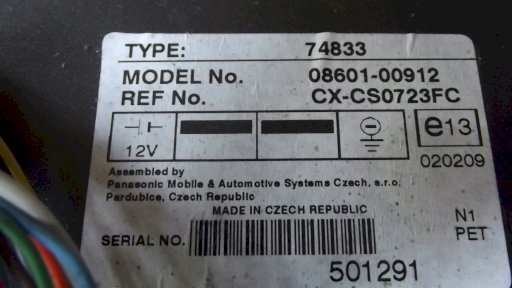 TYPE: 74833
MODEL No. 08601-00912
REF No. CX-CS0723FC
12V
e13
020209
Assembled by
Panasonic Mobile & Automotive Systems Czech, s.r.o.
Pardubice, Czech Republic
MADE IN CZECH REPUBLIC
N1
SERIAL NO.
PET
501291